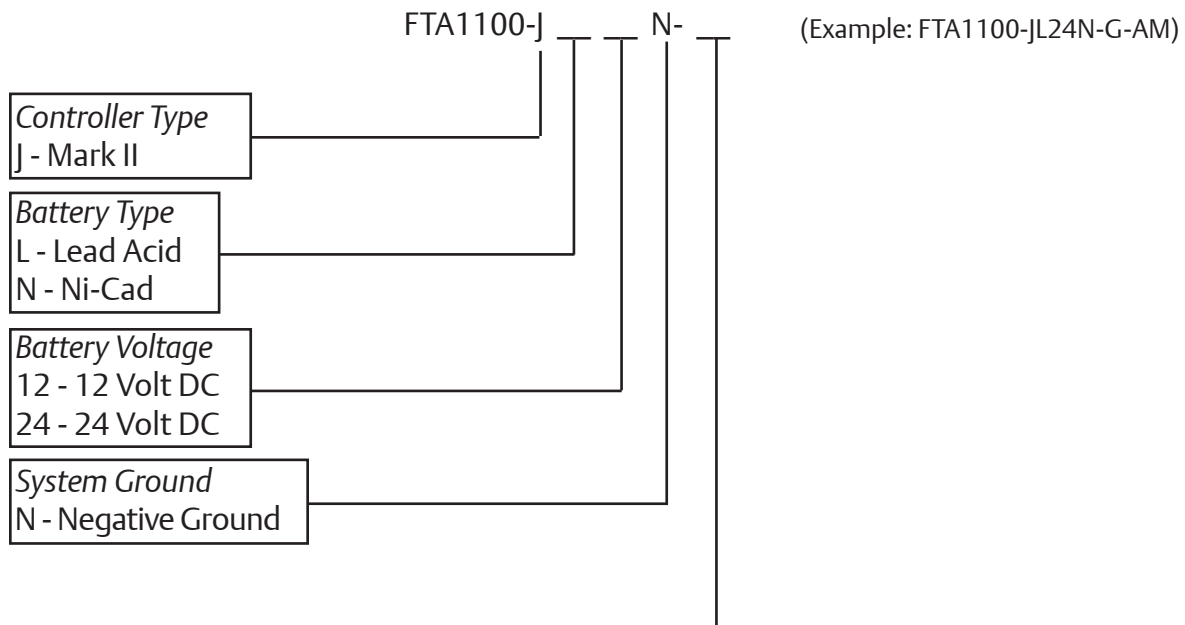 FTA1100-J __ __ N- __ (Example: FTA1100-JL24N-G-AM)
Controller Type
J - Mark II
Battery Type
L - Lead Acid
N - Ni-Cad
Battery Voltage
12 - 12 Volt DC
24 - 24 Volt DC
System Ground
N - Negative Ground